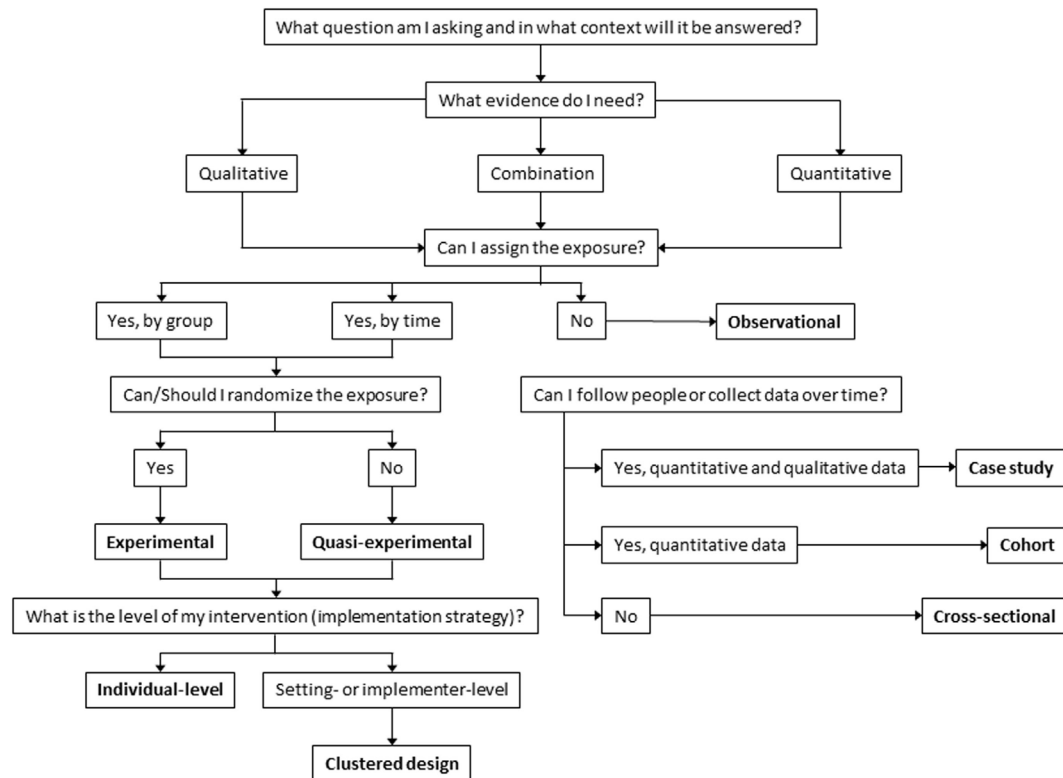 What question am I asking and in what context will it be answered?
What evidence do I need?
Qualitative
Combination
Quantitative
Can I assign the exposure?
Yes, by group
Yes, by time
No
Observational
Can/Should I randomize the exposure?
Yes
No
Experimental
Quasi-experimental
What is the level of my intervention (implementation strategy)?
Individual-level
Setting- or implementer-level
Clustered design
Can I follow people or collect data over time?
Yes, quantitative and qualitative data
Case study
Yes, quantitative data
Cohort
No
Cross-sectional